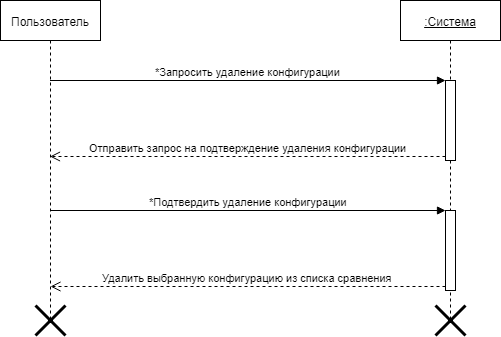 Пользователь
:Система
*Запросить удаление конфигурации
Отправить запрос на подтверждение удаления конфигурации
*Подтвердить удаление конфигурации
Удалить выбранную конфигурацию из списка сравнения